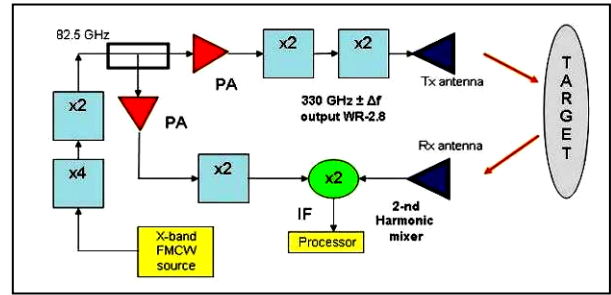 82.5 GHz
x2
x2
PA
x2
PA
330 GHz ± Δf
output WR-2.8
Tx antenna
TARGET
x4
x2
x2
Rx antenna
IF
2-nd
Harmonic
mixer
X-band
FMCW
source
Processor